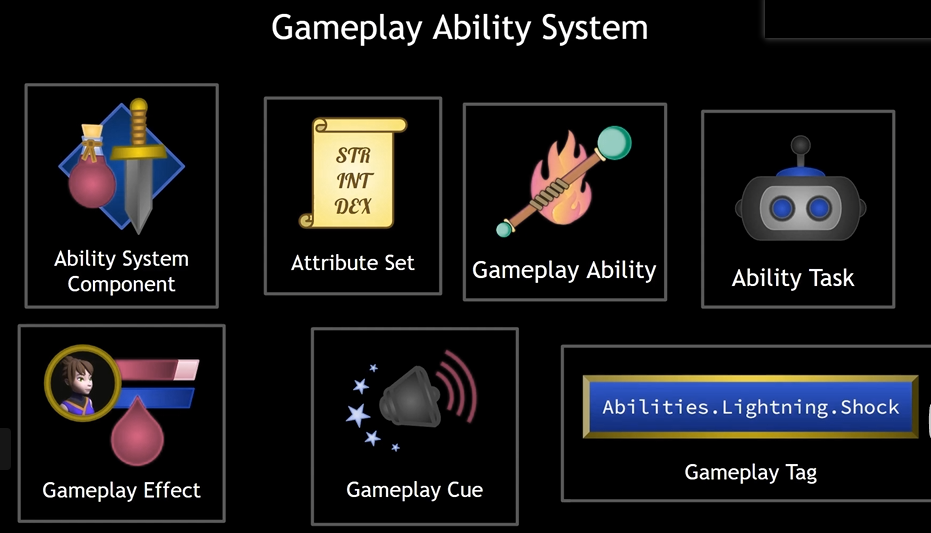 Gameplay Ability System
STR
INT
DEX
Ability System
Component
Attribute Set
Gameplay Ability
Ability Task
Abilities.Lightning.Shock
Gameplay Effect
Gameplay Cue
Gameplay Tag